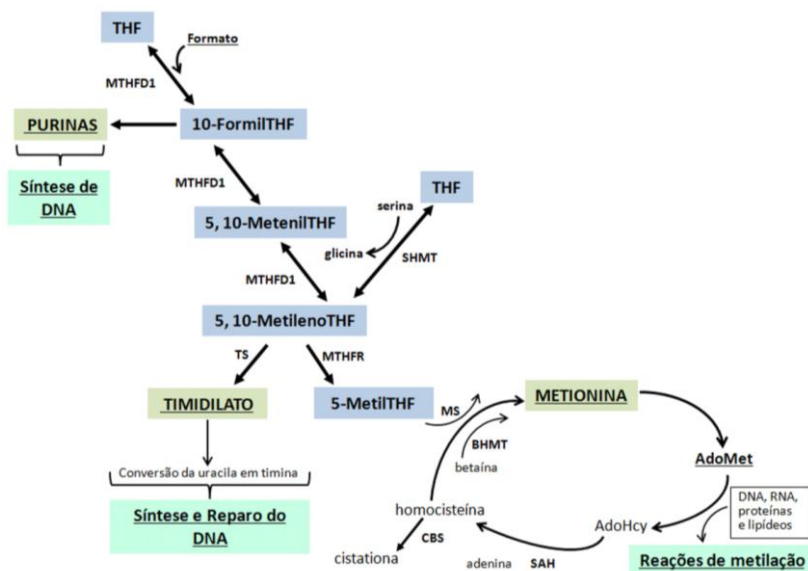 THF
Formato
MTHFD1
PURINAS
10-FormilTHF
Síntese de
DNA
MTHFD1
THF
serina
5, 10-MetenilTHF
glicina
SHMT
MTHFD1
5, 10-MetilenoTHF
TS
MTHFR
TIMIDILATO
5-MetilTHF
MS
METIONINA
BHMT
betaína
AdoMet
Conversão da uracila em timina
Síntese e Reparo do
DNA
homocisteína
CBS
cistationa
AdoHcy
adenina
SAH
DNA, RNA,
proteínas
e lipídeos
Reações de metilação